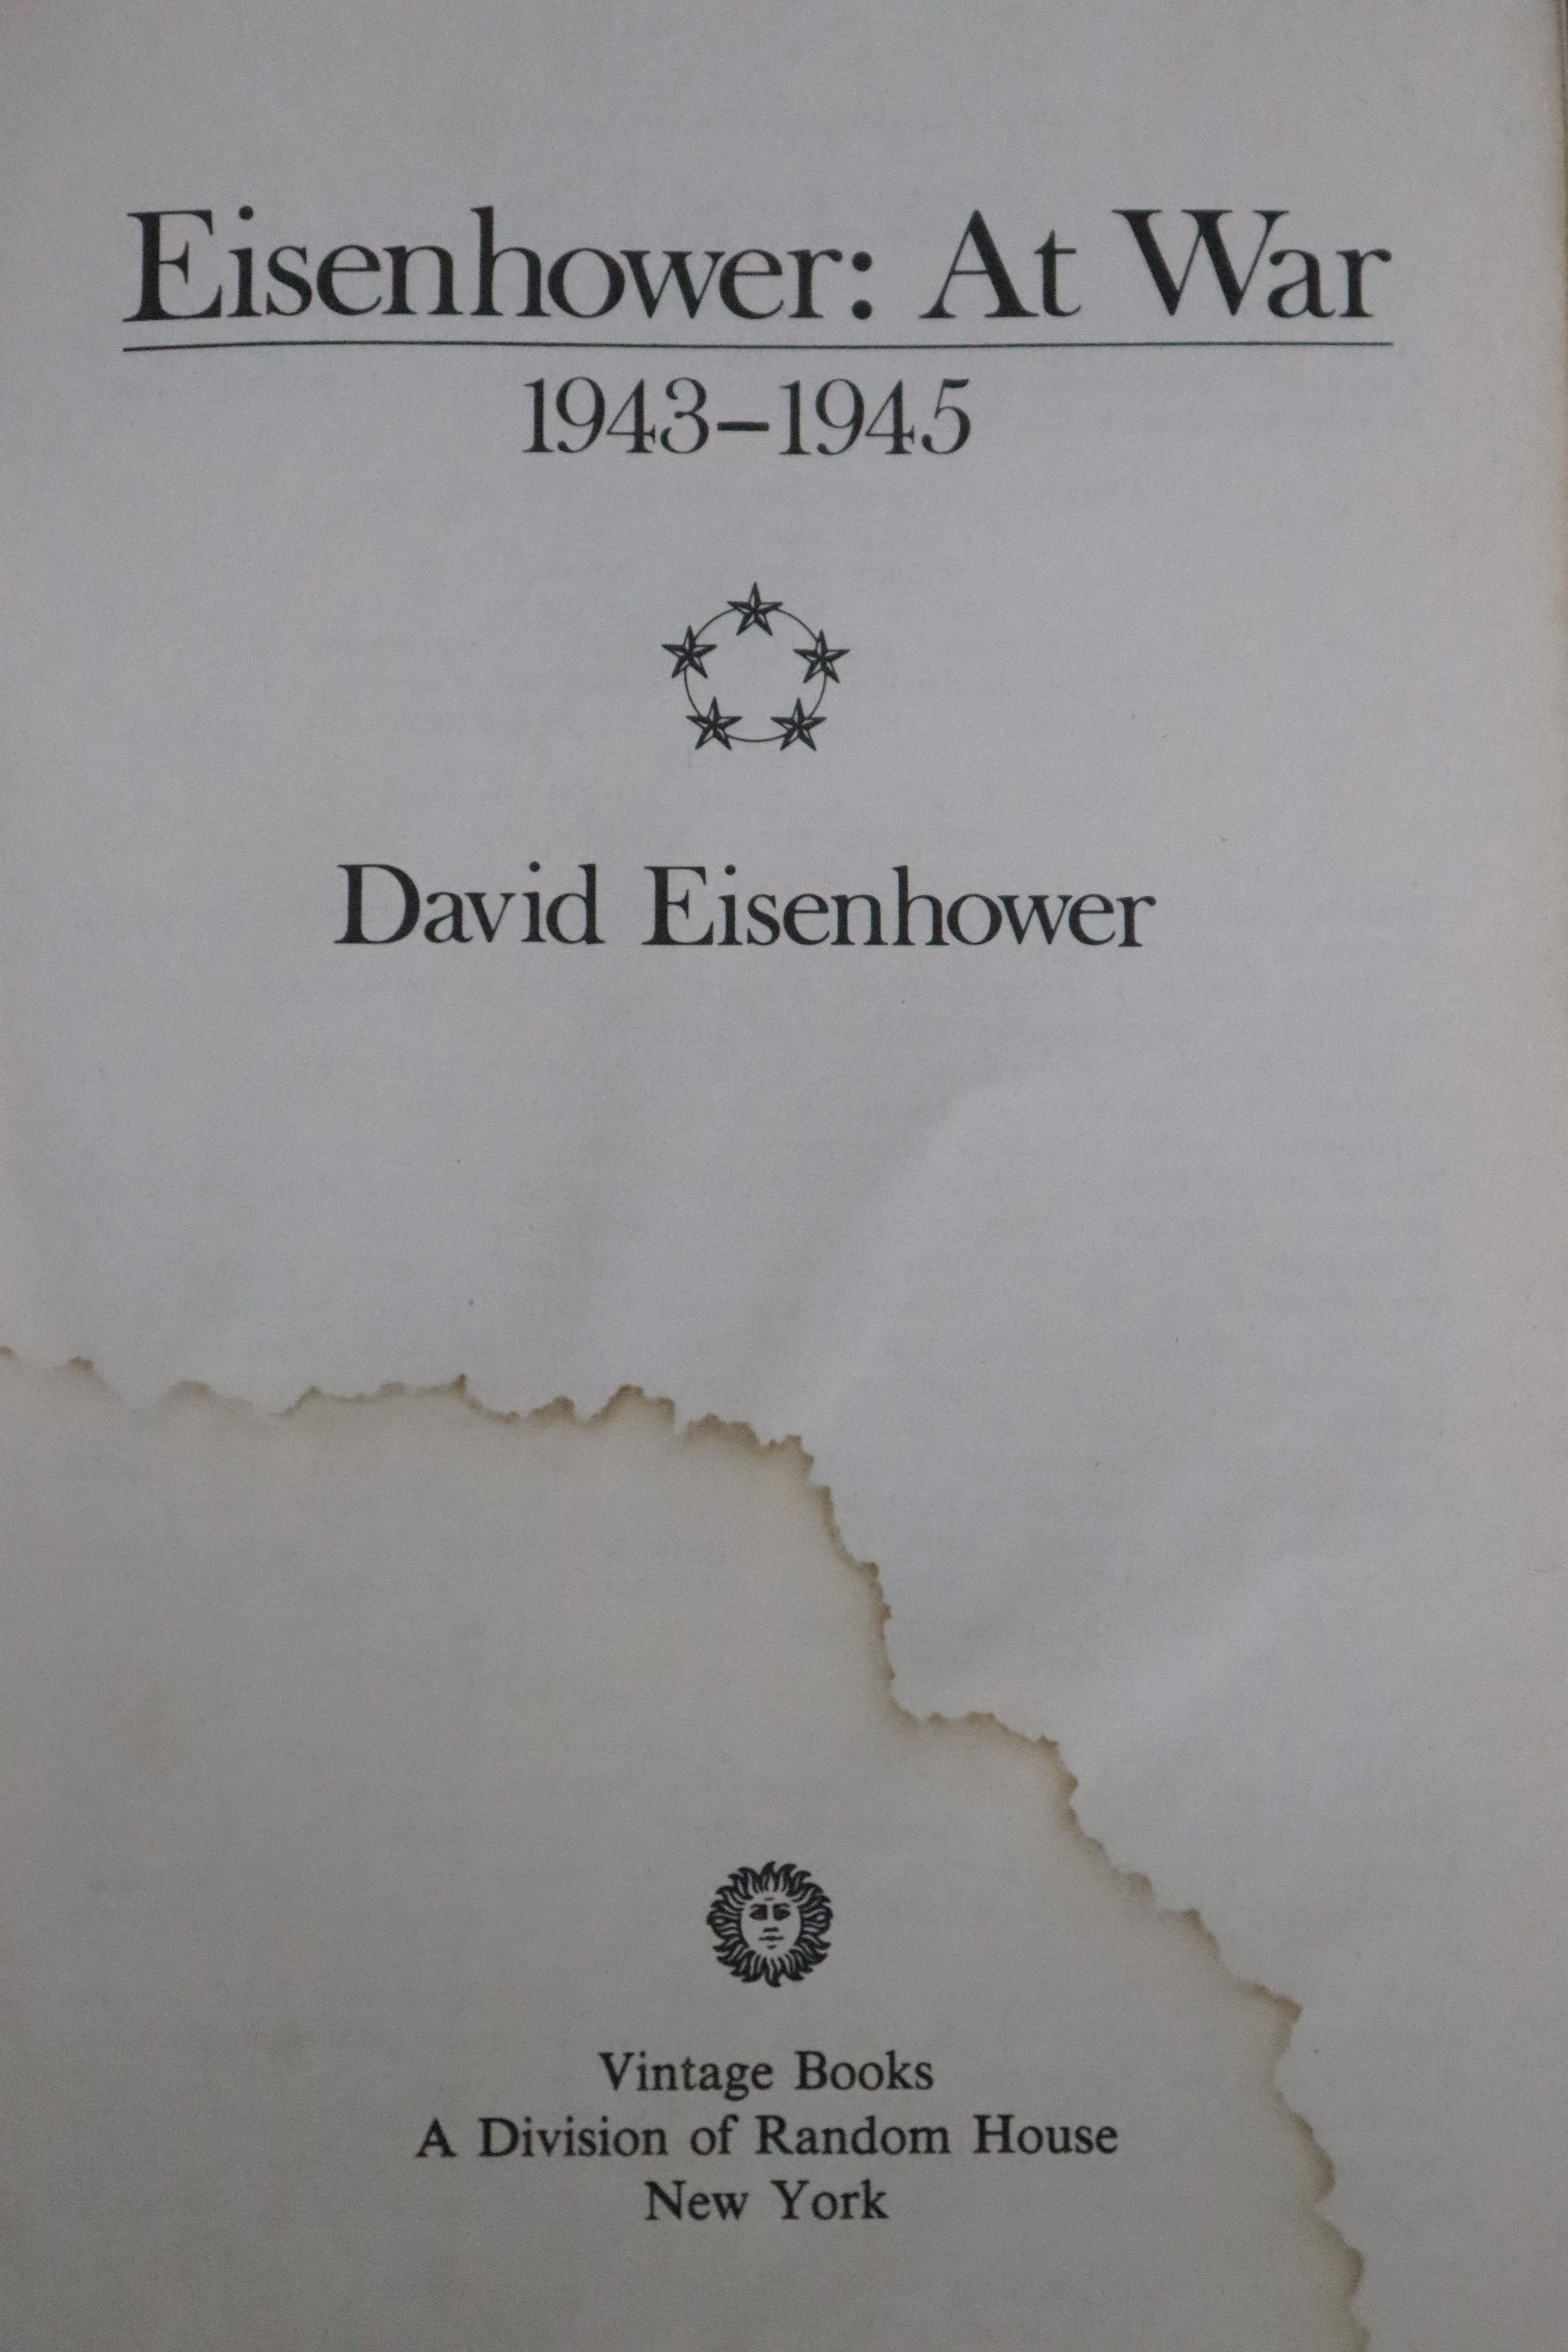 Eisenhower: At War
1943–1945
David Eisenhower
Vintage Books
A Division of Random House
New York